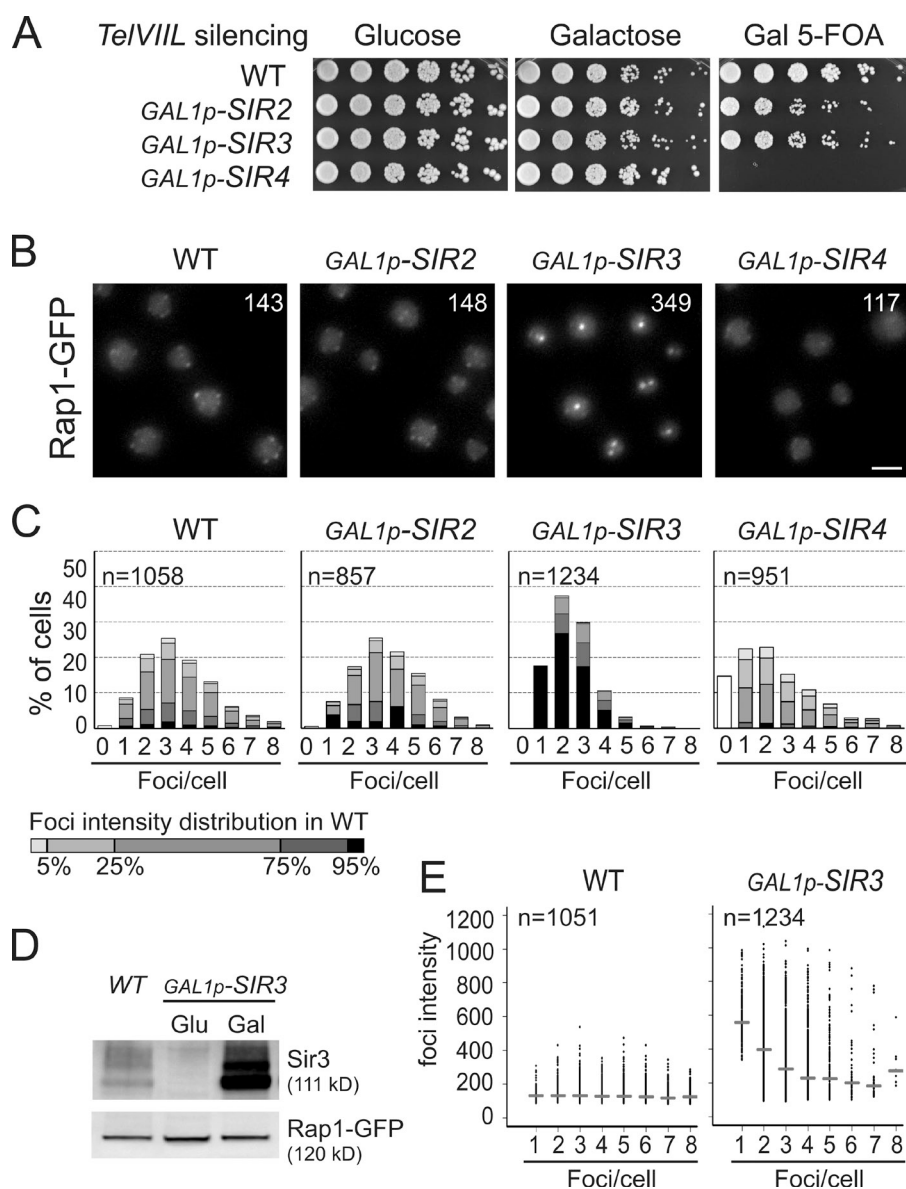 A
TelVIIL silencing Glucose Galactose Gal 5-FOA
WT
GAL1p-SIR2
GAL1p-SIR3
GAL1p-SIR4
B
WT GAL1p-SIR2 GAL1p-SIR3 GAL1p-SIR4
Rap1-GFP
143 148 349 117
C
WT GAL1p-SIR2 GAL1p-SIR3 GAL1p-SIR4
% of cells
50
40
30
20
10
0
n=1058 n=857 n=1234 n=951
0 1 2 3 4 5 6 7 8 0 1 2 3 4 5 6 7 8 0 1 2 3 4 5 6 7 8 0 1 2 3 4 5 6 7 8
Foci/cell Foci/cell Foci/cell Foci/cell
Foci intensity distribution in WT
5% 25% 75% 95%
D
WT GAL1p-SIR3
Glu Gal
Sir3
(111 kD)
Rap1-GFP
(120 kD)
E
WT GAL1p-SIR3
foci intensity
1200
1000
800
600
400
200
0
n=1051 n=1234
1 2 3 4 5 6 7 8 1 2 3 4 5 6 7 8
Foci/cell Foci/cell